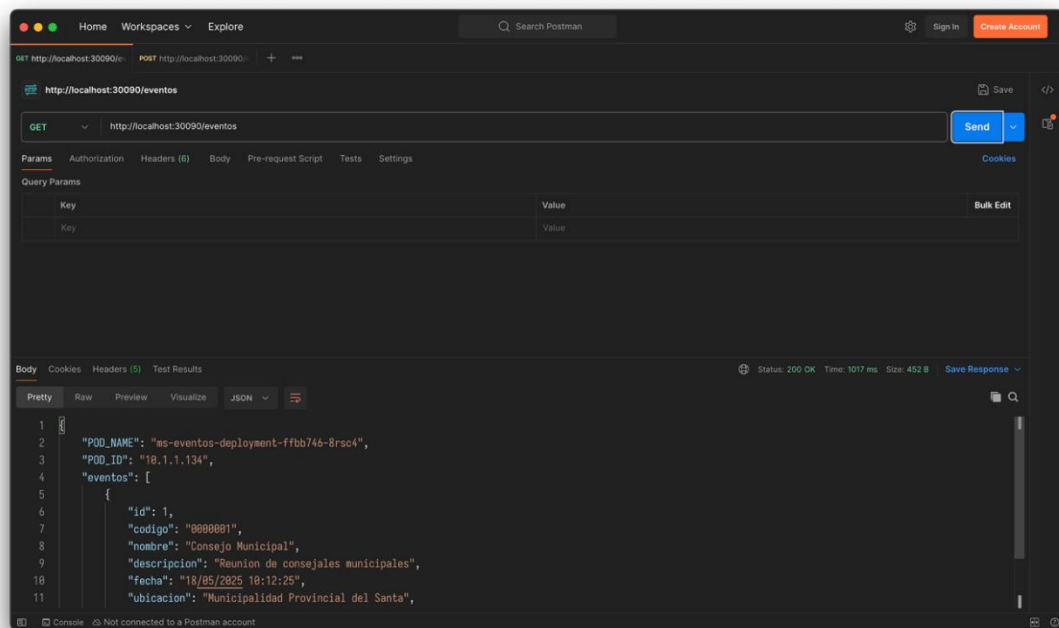 Home Workspaces Explore Search Postman Sign In Create Account
GET http://localhost:30090/e POST http://localhost:30090/
http://localhost:30090/eventos Save
GET http://localhost:30090/eventos Send
Params Authorization Headers (6) Body Pre-request Script Tests Settings Cookies
Query Params
Key Value Bulk Edit
Key Value
Body Cookies Headers (5) Test Results Status: 200 OK Time: 1017 ms Size: 452 B Save Response
Pretty Raw Preview Visualize JSON
1 {
2 "POD_NAME": "ms-eventos-deployment-ffbb746-8rsc4",
3 "POD_ID": "10.1.1.134",
4 "eventos": [
5 {
6 "id": 1,
7 "codigo": "0000001",
8 "nombre": "Consejo Municipal",
9 "descripcion": "Reunion de consejales municipales",
10 "fecha": "18/05/2025 10:12:25",
11 "ubicacion": "Municipalidad Provincial del Santa",
Console Not connected to a Postman account